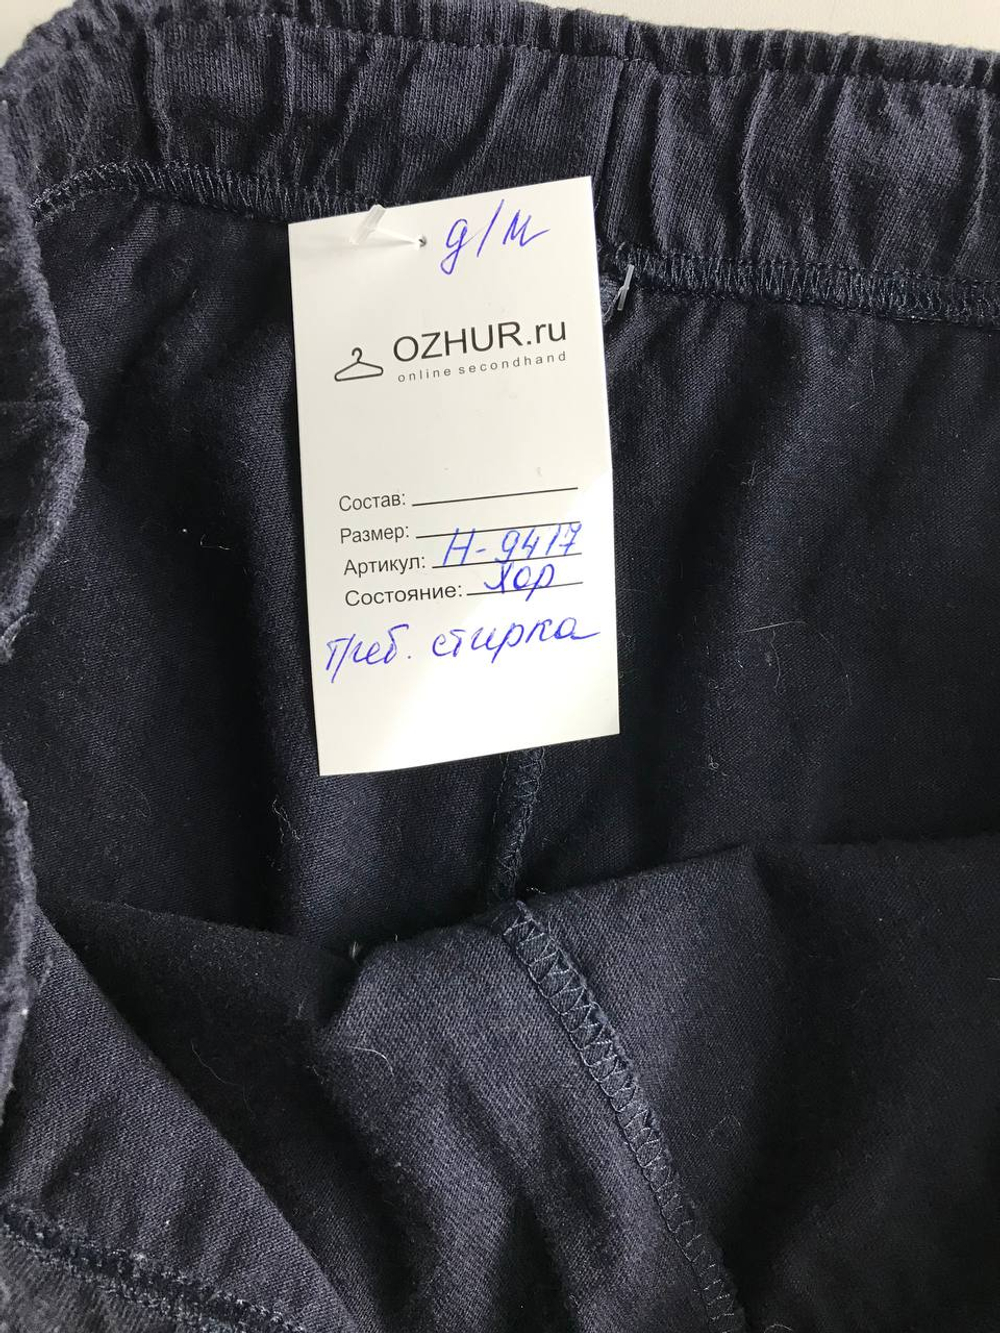 д/м
OZHUR.ru
online secondhand
Состав:
Размер:
Артикул: Н-9417
Состояние: хор
треб. стирка